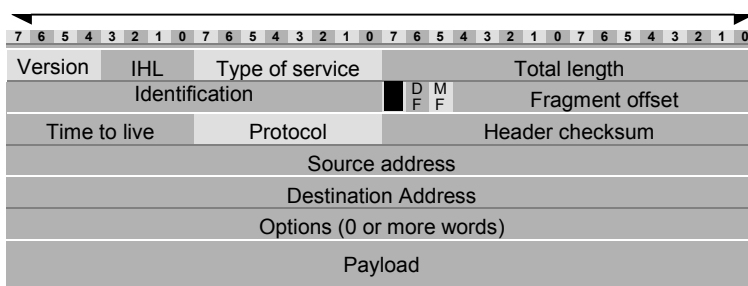 7 6 5 4 3 2 1 0 7 6 5 4 3 2 1 0 7 6 5 4 3 2 1 0 7 6 5 4 3 2 1 0
Version IHL Type of service Total length
Identification DF MF Fragment offset
Time to live Protocol Header checksum
Source address
Destination Address
Options (0 or more words)
Payload